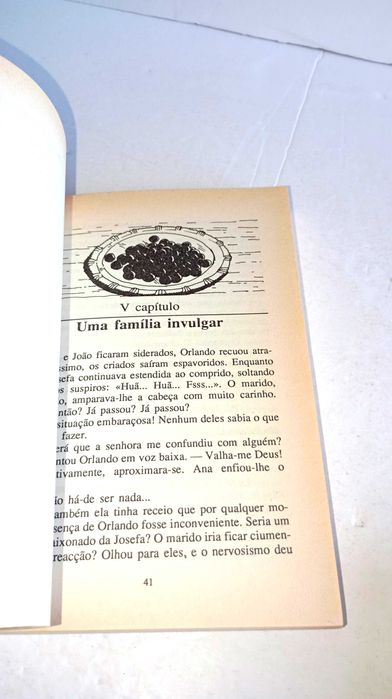 V capítulo
Uma família invulgar
e João ficaram siderados, Orlando recuou atra-
ssimo, os criados saíram espavoridos. Enquanto
sefa continuava estendida ao comprido, soltando
s suspiros: «Huã... Huã... Fsss...». O marido,
o, amparava-lhe a cabeça com muito carinho.
ntão? Já passou? Já passou?
situação embaraçosa! Nenhum deles sabia o que
fazer.
erá que a senhora me confundiu com alguém?
ntou Orlando em voz baixa. — Valha-me Deus!
tivamente, aproximara-se. Ana enfiou-lhe o
ão há-de ser nada...
ambém ela tinha receio que por qualquer mo-
sença de Orlando fosse inconveniente. Seria um
aixonado da Josefa? O marido iria ficar ciumen-
reacção? Olhou para eles, e o nervosismo deu
41